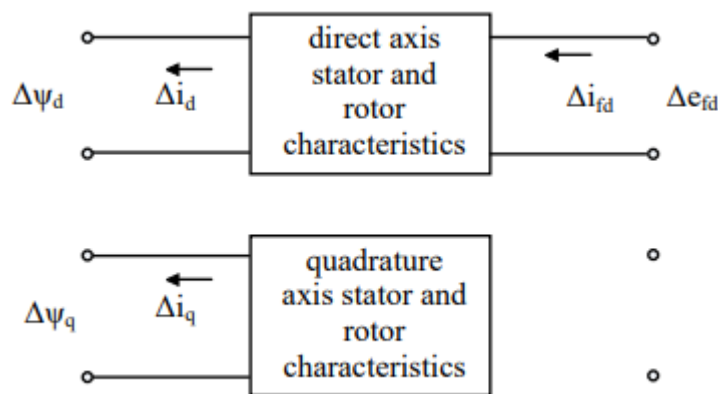 direct axis
stator and
rotor
characteristics
Δψd
Δid
Δifd
Δefd
quadrature
axis stator and
rotor
characteristics
Δψq
Δiq